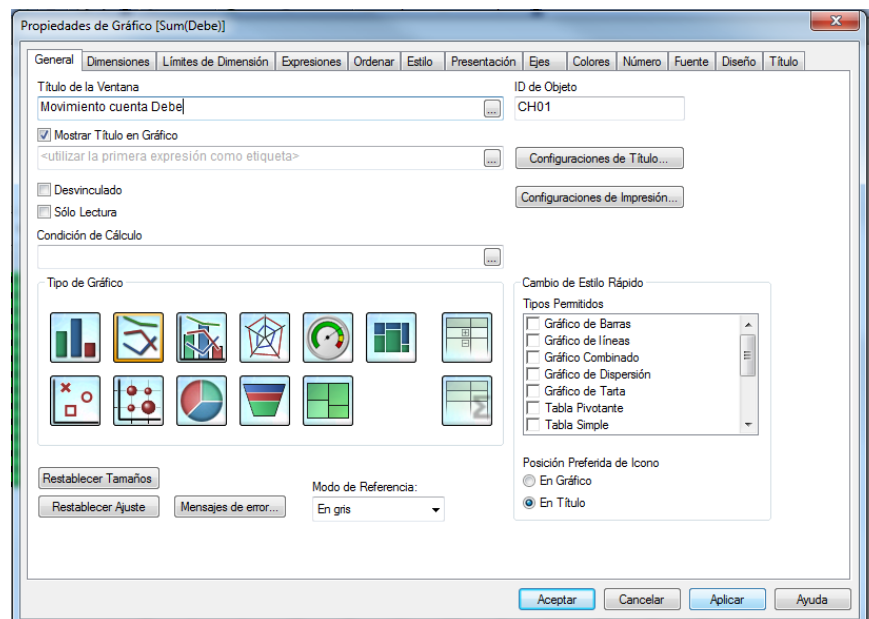 Propiedades de Gráfico [Sum(Debe)]
General Dimensiones Límites de Dimensión Expresiones Ordenar Estilo Presentación Ejes Colores Número Fuente Diseño Título
Título de la Ventana
Movimiento cuenta Debe
...
ID de Objeto
CH01
Mostrar Título en Gráfico
<utilizar la primera expresión como etiqueta>
...
Configuraciones de Título...
Desvinculado
Sólo Lectura
Configuraciones de Impresión...
Condición de Cálculo
...
Tipo de Gráfico
Σ
Cambio de Estilo Rápido
Tipos Permitidos
Gráfico de Barras
Gráfico de líneas
Gráfico Combinado
Gráfico de Dispersión
Gráfico de Tarta
Tabla Pivotante
Tabla Simple
Posición Preferida de Icono
En Gráfico
En Título
Restablecer Tamaños
Restablecer Ajuste
Mensajes de error...
Modo de Referencia:
En gris
Aceptar Cancelar Aplicar Ayuda